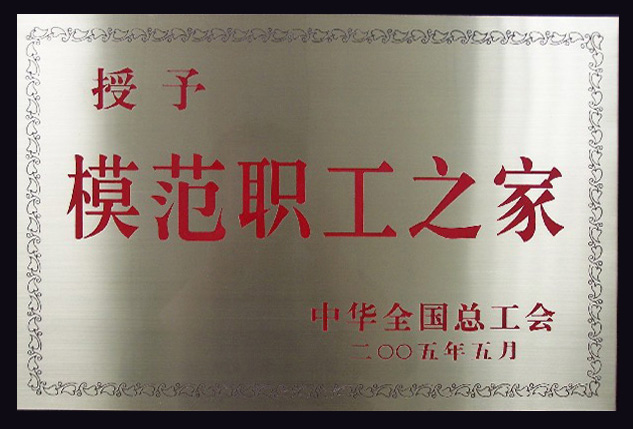 授予
模范职工之家
中华全国总工会
二〇〇五年五月